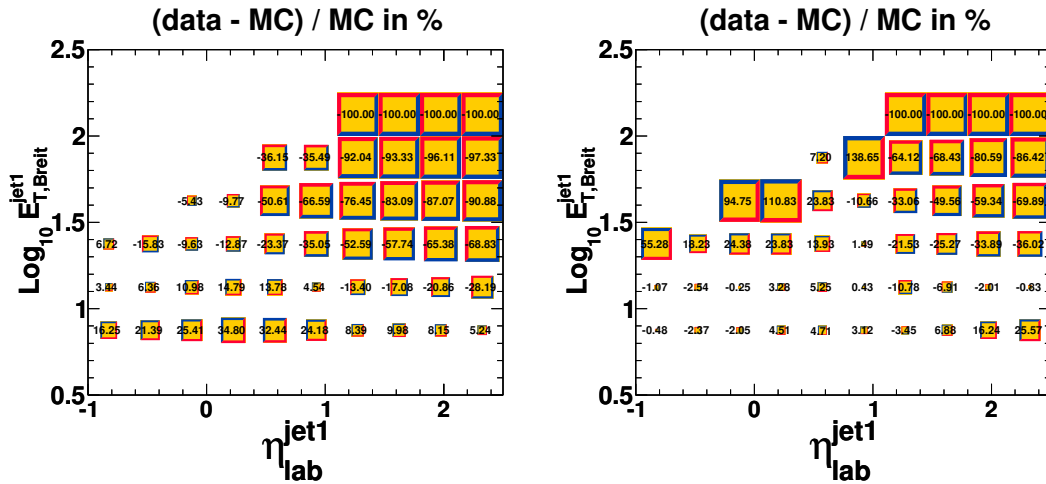 (data - MC) / MC in %
2.5
2
1.5
1
0.5
-1 0 1 2
Log10 E T,Breit jet1
η lab jet1
-100.00 -100.00 -100.00 -100.00
-36.15 -35.49 -92.04 -93.33 -96.11 -97.33
-5.43 -9.77 -50.61 -66.59 -76.45 -83.09 -87.07 -90.88
6.72 -15.83 -9.63 -12.87 -23.37 -35.05 -52.59 -57.74 -65.38 -68.83
3.44 6.36 10.98 14.79 13.78 4.54 -13.40 -17.08 -20.86 -28.19
16.25 21.39 25.41 34.80 32.44 24.18 8.39 9.98 8.15 5.24
(data - MC) / MC in %
2.5
2
1.5
1
0.5
-1 0 1 2
Log10 E T,Breit jet1
η lab jet1
-100.00 -100.00 -100.00 -100.00
7.20 138.65 -64.12 -68.43 -80.59 -86.42
94.75 110.83 23.83 -10.66 -33.06 -49.56 -59.34 -69.89
18.23 24.38 23.83 13.93 1.49 -21.53 -25.27 -33.89 -36.02
-1.07 -2.54 -0.25 3.28 5.25 0.43 -10.78 -6.91 -2.01 -0.83
-0.48 -2.37 -2.05 4.51 4.71 3.12 -3.45 6.88 16.24 25.57